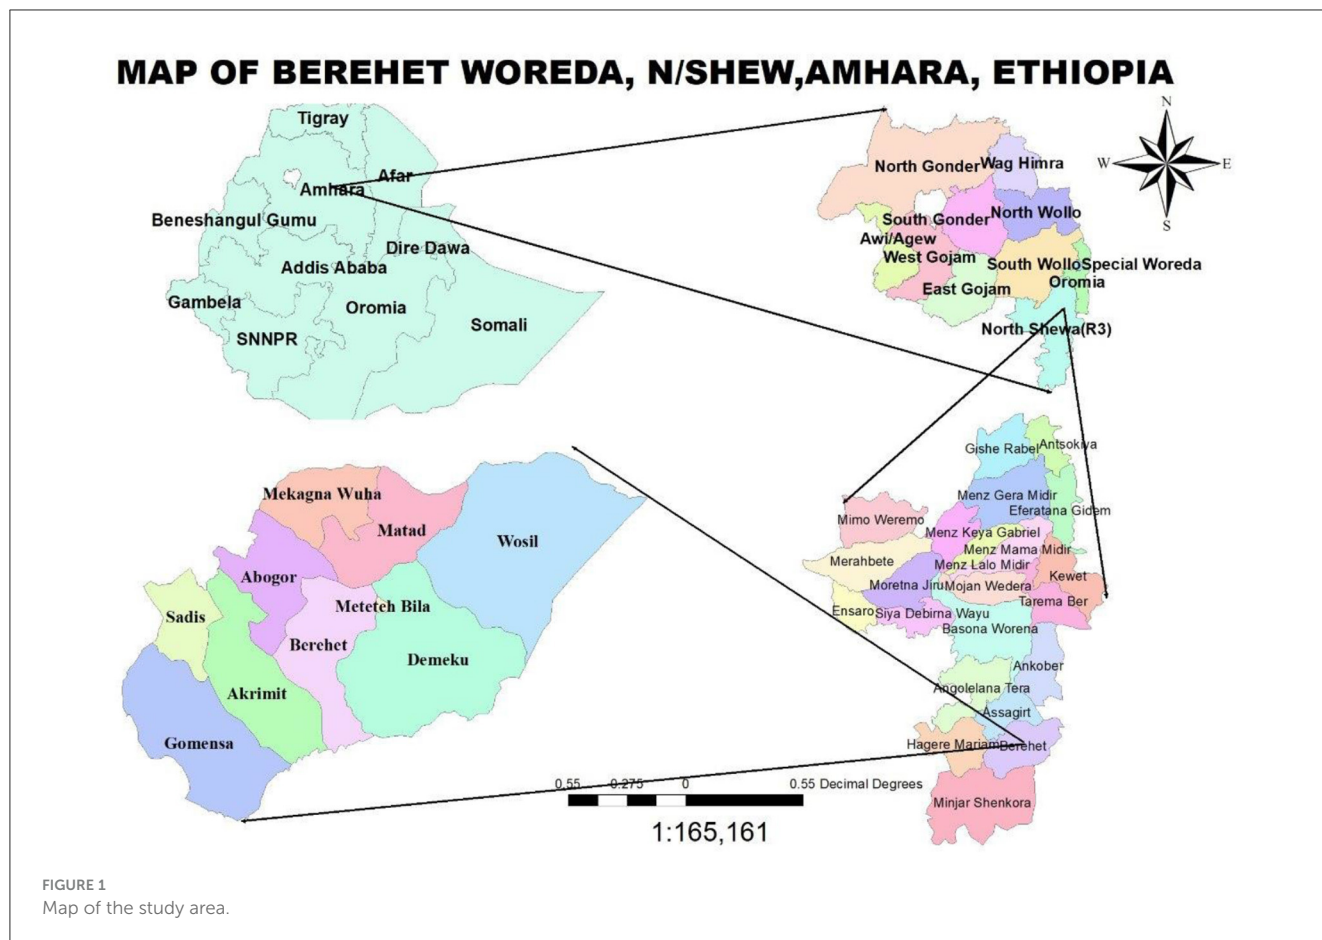 MAP OF BEREHET WOREDA, N/SHEW,AMHARA, ETHIOPIA
Tigray
Afar
Amhara
Beneshangul Gumu
Dire Dawa
Addis Ababa
Gambela
Oromia
Somali
SNNPR
N
W
E
S
North Gonder
Wag Himra
South Gonder
North Wollo
Awi/Agew
West Gojam
South Wollo
Special Woreda
Oromia
East Gojam
North Shewa(R3)
Mekagna Wuha
Matad
Wosil
Abogor
Meteteh Bila
Sadis
Berehet
Demeku
Akrimit
Gomensa
Gishe Rabel
Antsokiya
Menz Gera Midir
Eferatana Gidem
Mimo Weremo
Menz Keya Gabriel
Menz Mama Midir
Merahbete
Menz Lalo Midir
Kewet
Moretna Jiru
Mojan Wedera
Tarema Ber
Ensaro
Siya Debirna Wayu
Basona Worena
Ankober
Angolelana Tera
Assagirt
Hagere Mariam
Berehet
Minjar Shenkora
0.55 0.275 0 0.55 Decimal Degrees
1:165,161
FIGURE 1
Map of the study area.